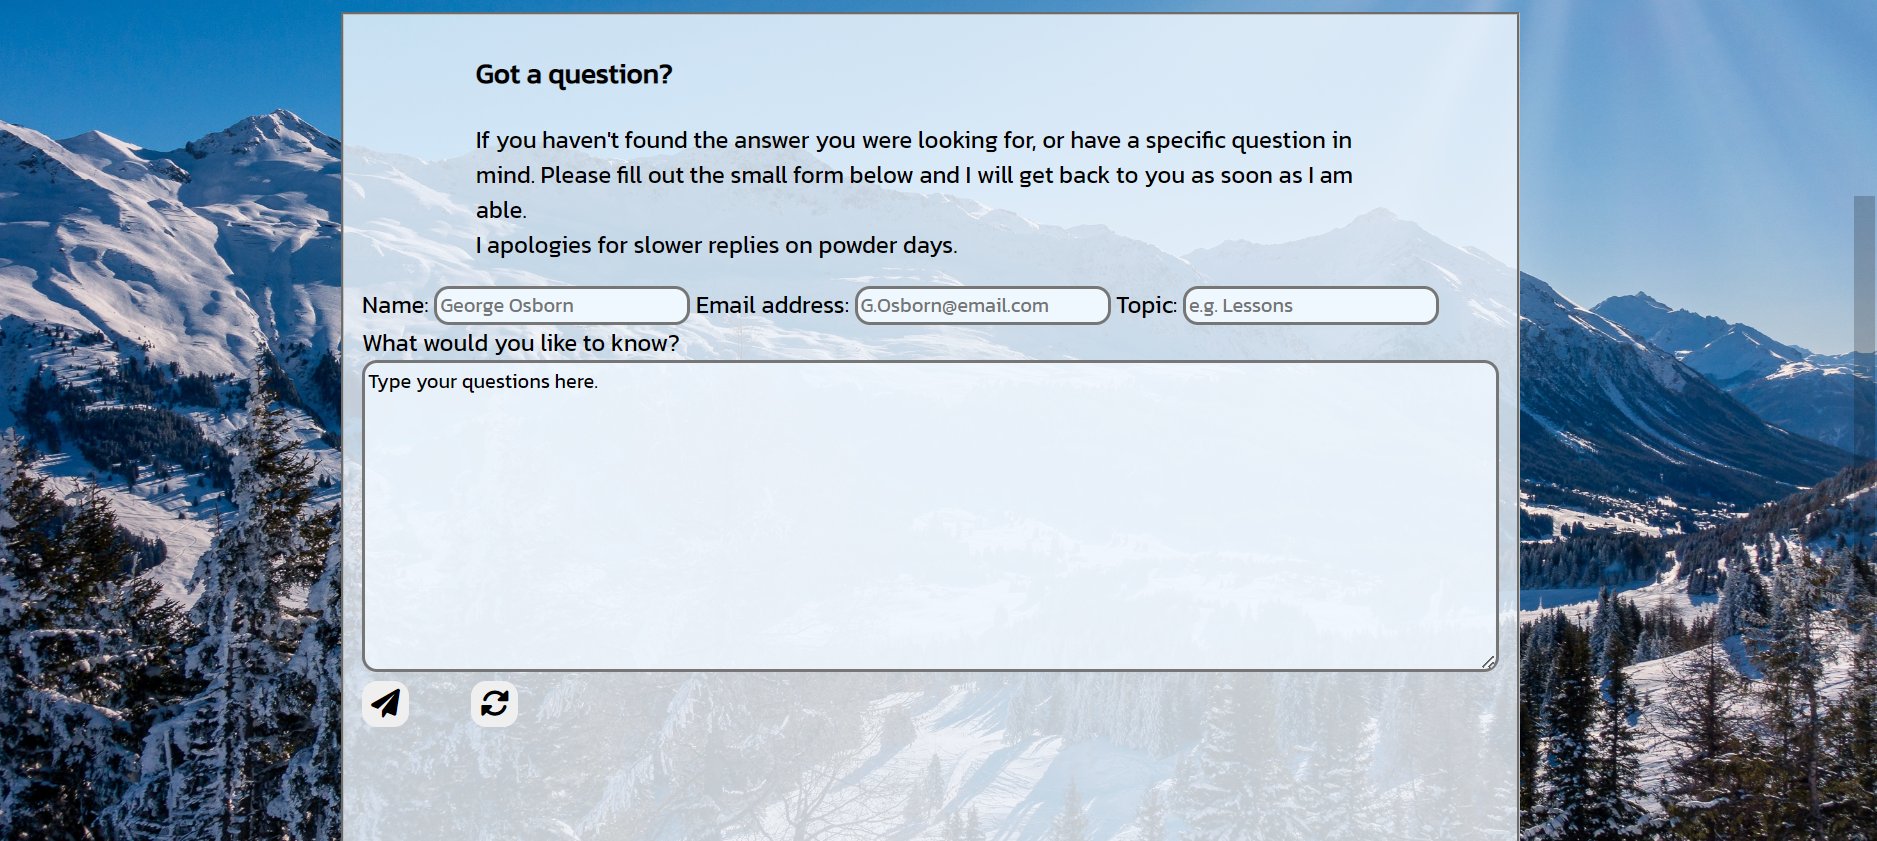 Got a question?
If you haven't found the answer you were looking for, or have a specific question in
mind. Please fill out the small form below and I will get back to you as soon as I am
able.
I apologies for slower replies on powder days.
Name: George Osborn Email address: G.Osborn@email.com Topic: e.g. Lessons
What would you like to know?
Type your questions here.